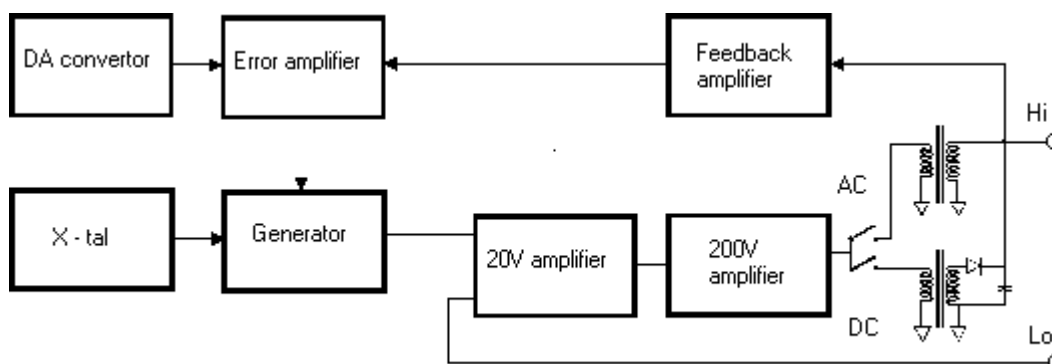 DA convertor
Error amplifier
Feedback
amplifier
Hi
AC
X - tal
Generator
20V amplifier
200V
amplifier
DC
Lo